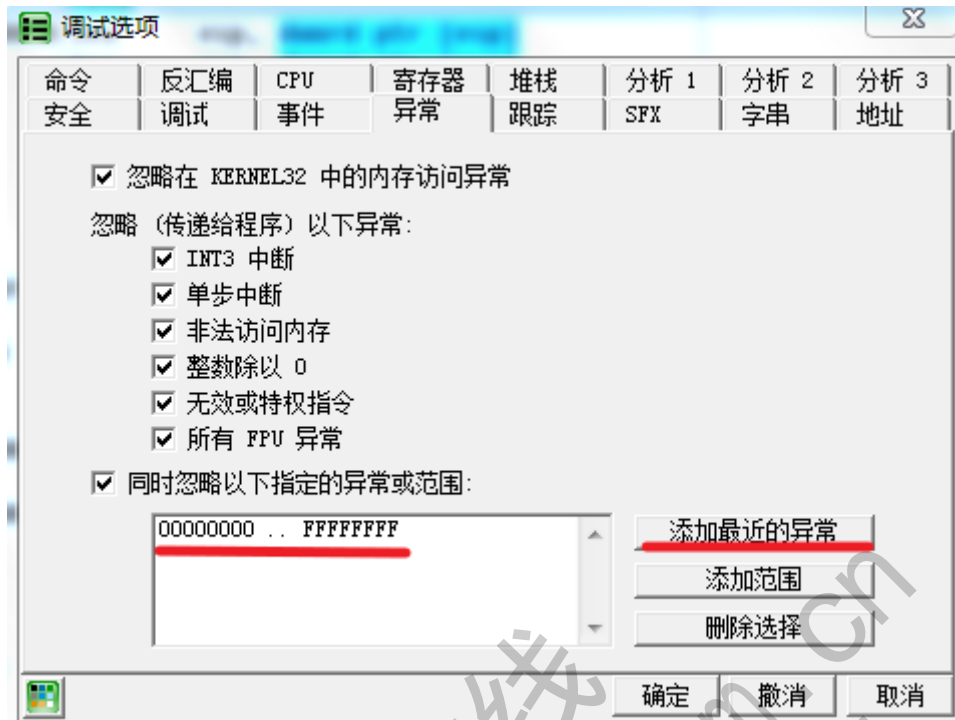 调试选项
命令 反汇编 CPU 寄存器 堆栈 分析 1 分析 2 分析 3
安全 调试 事件 异常 跟踪 SFX 字串 地址
忽略在 KERNEL32 中的内存访问异常
忽略 (传递给程序) 以下异常:
INT3 中断
单步中断
非法访问内存
整数除以 0
无效或特权指令
所有 FPU 异常
同时忽略以下指定的异常或范围:
00000000 .. FFFFFFFF
添加最近的异常
添加范围
删除选择
确定 撤消 取消
线
.cn